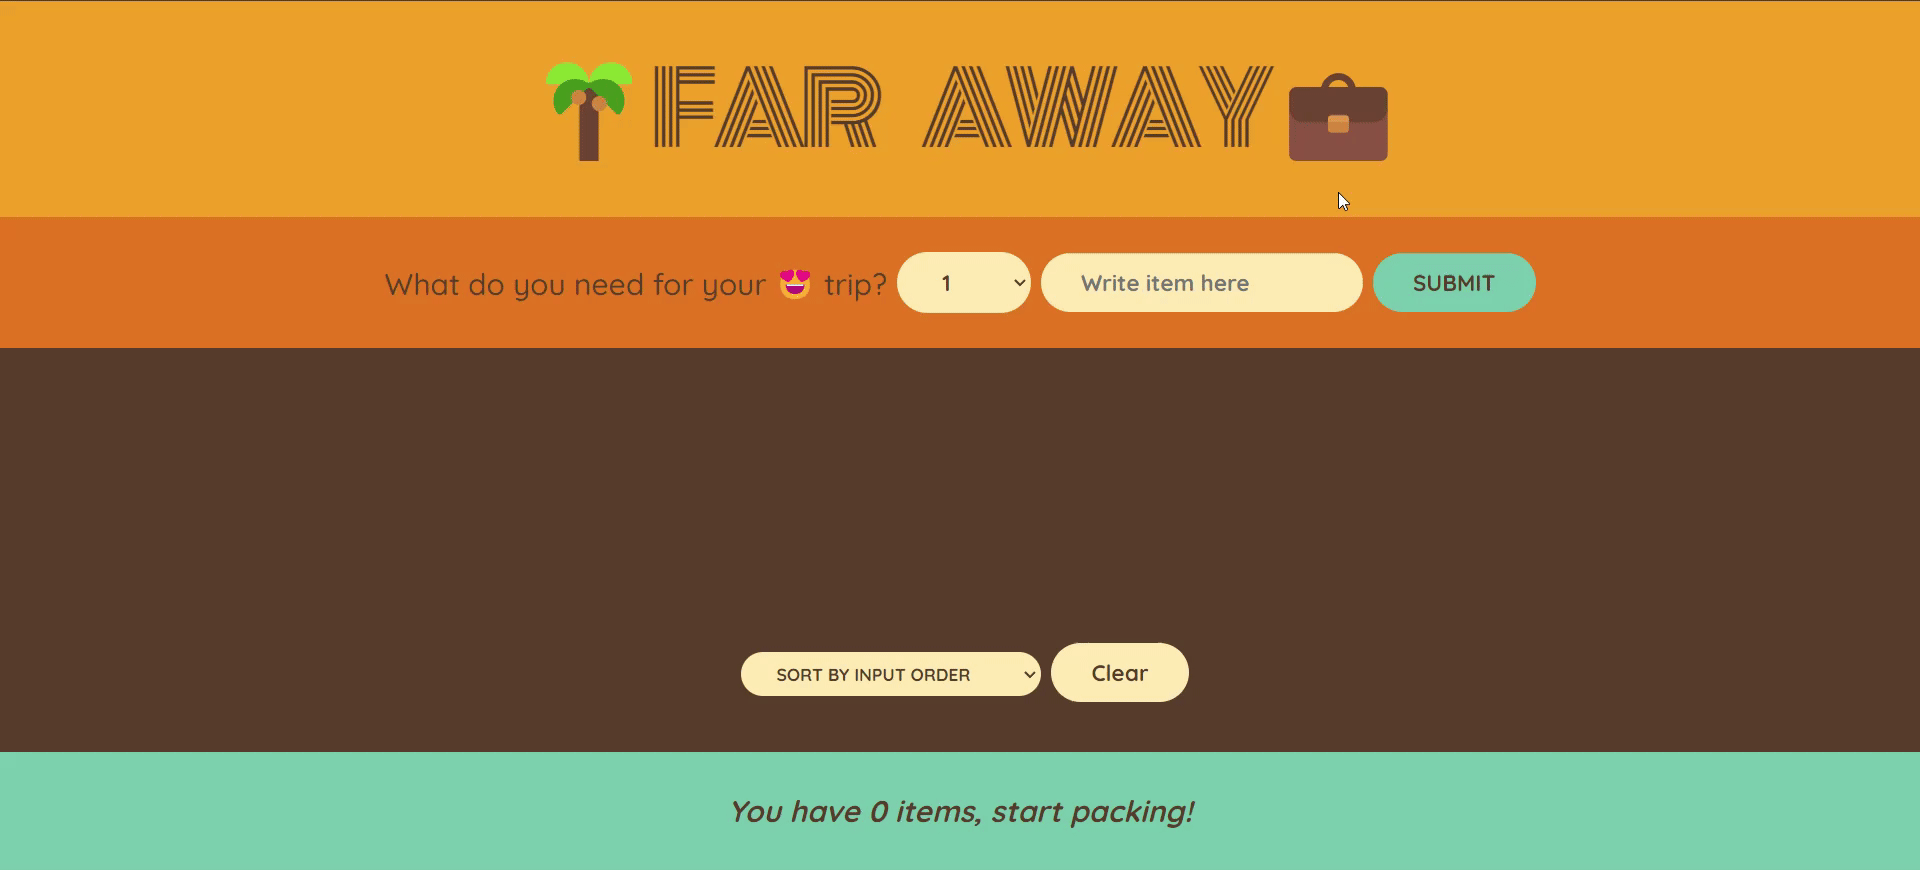 FAR AWAY
What do you need for your 😍 trip? 1 Write item here SUBMIT
SORT BY INPUT ORDER Clear
You have 0 items, start packing!